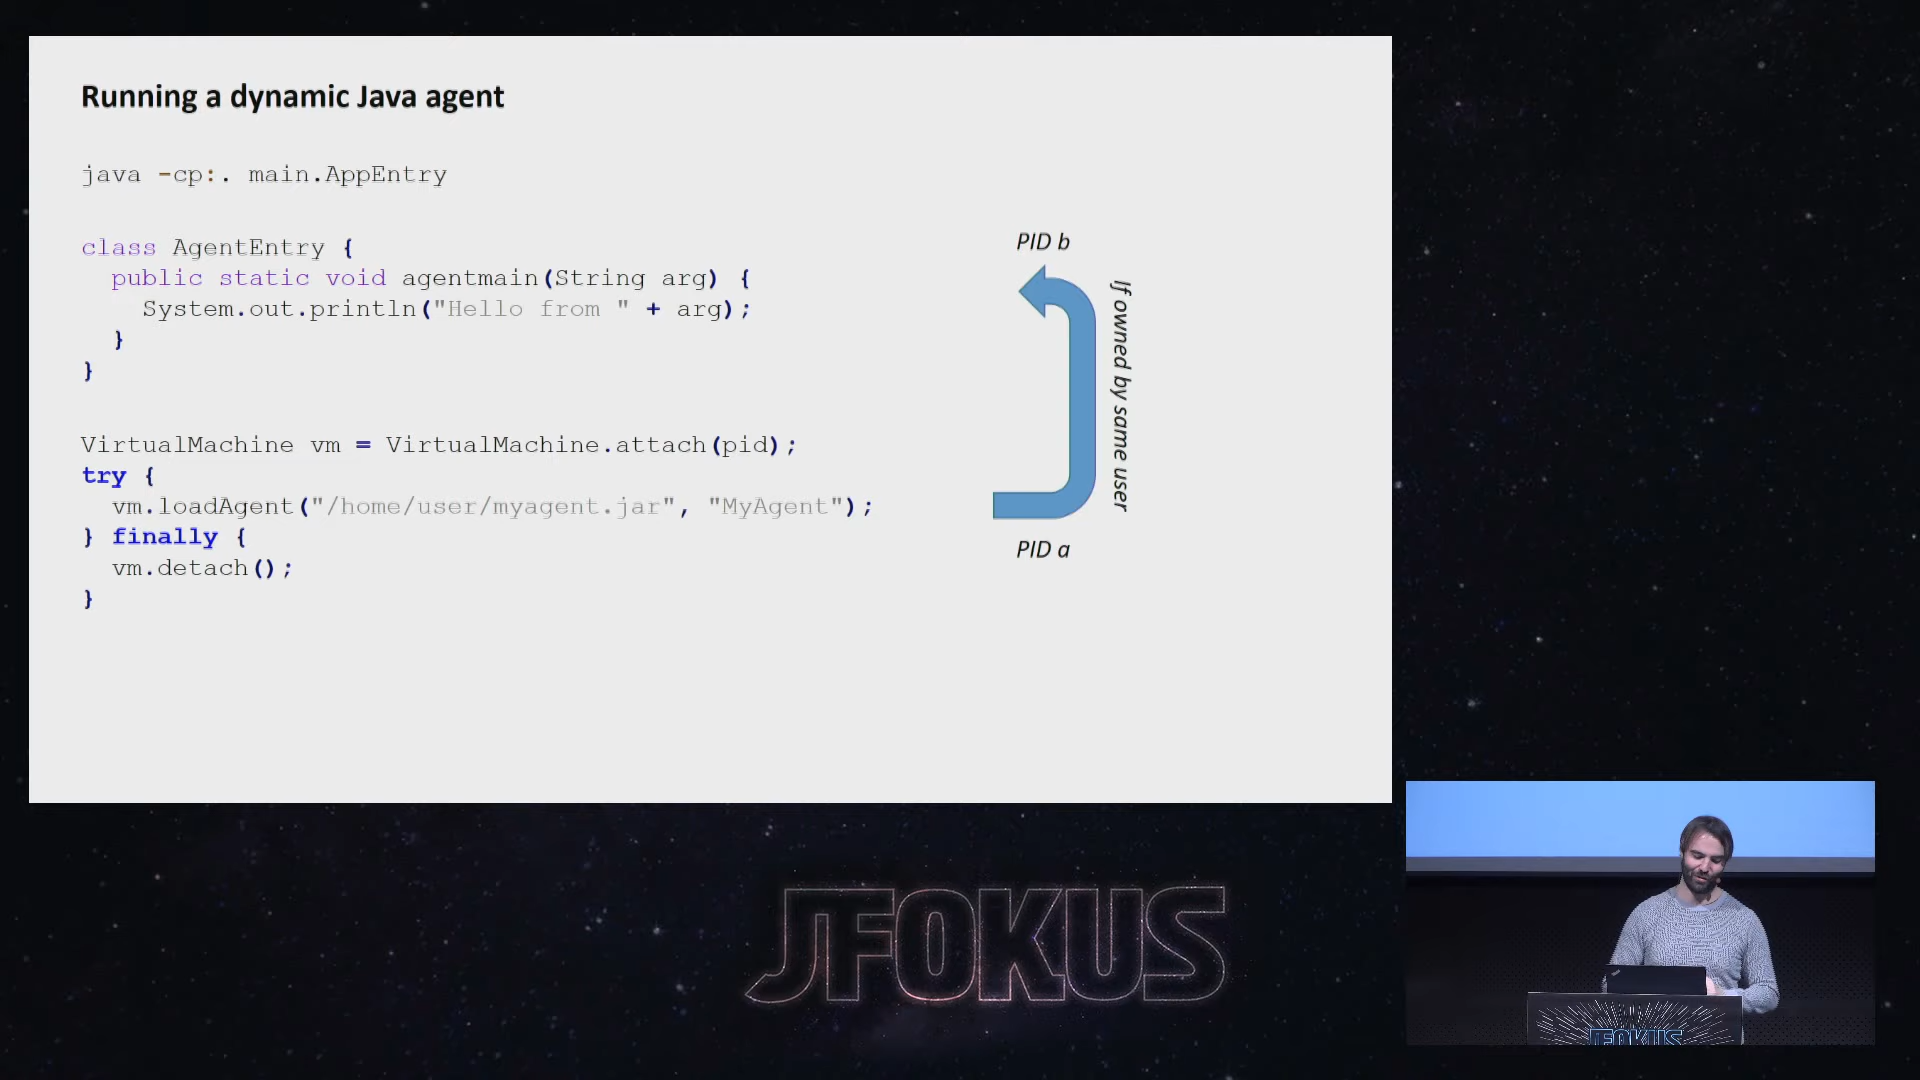 Running a dynamic Java agent
java -cp:. main.AppEntry
class AgentEntry {
  public static void agentmain(String arg) {
    System.out.println("Hello from " + arg);
  }
}
VirtualMachine vm = VirtualMachine.attach(pid);
try {
  vm.loadAgent("/home/user/myagent.jar", "MyAgent");
} finally {
  vm.detach();
}
PID b
If owned by same user
PID a
JFOKUS
JFOKUS